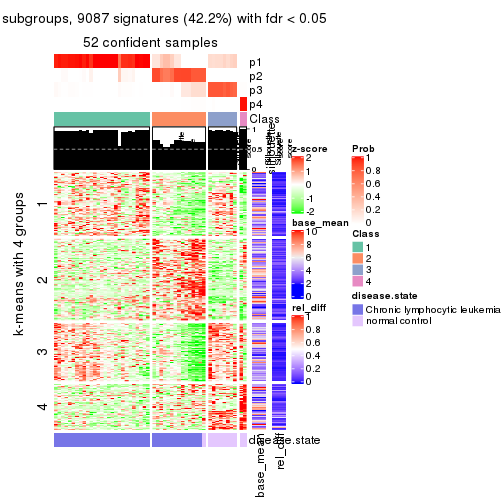 subgroups, 9087 signatures (42.2%) with fdr < 0.05
52 confident samples
p1
p2
p3
p4
Class
1
0.5
0
silhouette
score
k-means with 4 groups
1
2
3
4
z-score
2
1
0
-1
-2
base_mean
10
8
6
4
2
0
rel_diff
1
0.8
0.6
0.4
0.2
0
Prob
1
0.8
0.6
0.4
0.2
0
Class
1
2
3
4
disease.state
Chronic lymphocytic leukemia
normal control
disease.state
base_mean
rel_diff